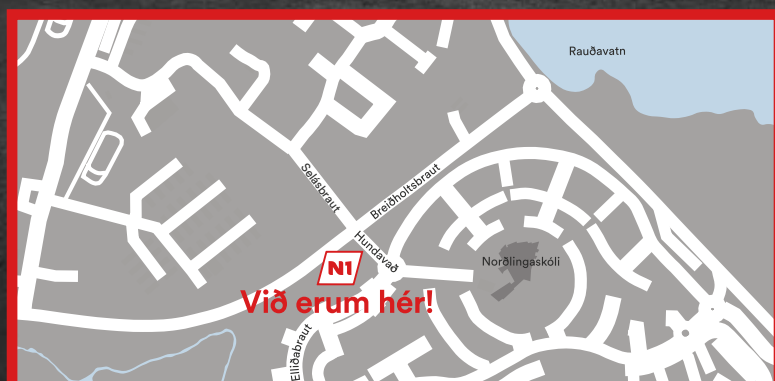 Rauðavatn
Selásbraut
Breiðholtsbraut
Hundavað
Norðlingaskóli
N1
Við erum hér!
Elliðabraut